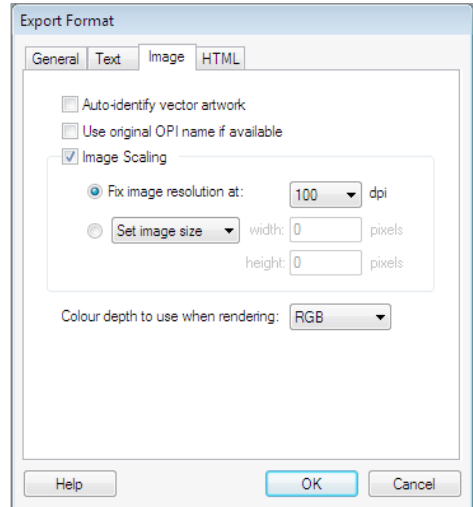 Export Format
General Text Image HTML
Auto-identify vector artwork
Use original OPI name if available
Image Scaling
Fix image resolution at: 100 dpi
Set image size width: 0 pixels
height: 0 pixels
Colour depth to use when rendering: RGB
Help OK Cancel